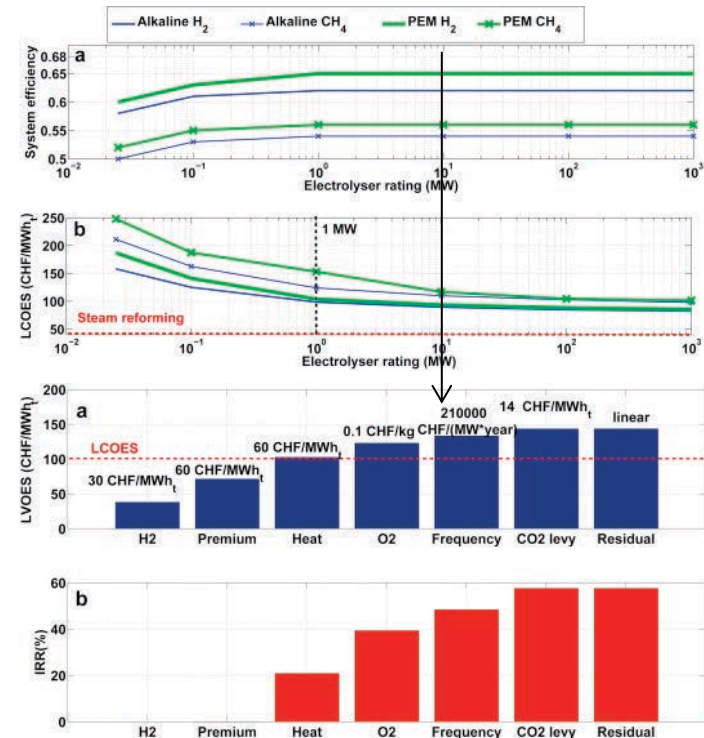 Alkaline H2 Alkaline CH4 PEM H2 PEM CH4
a
System efficiency
0.68
0.65
0.6
0.55
0.5
10−2 10−1 100 101 102 103
Electrolyser rating (MW)
b
LCOES (CHF/MWht)
250
200
150
100
50
1 MW
Steam reforming
10−2 10−1 100 101 102 103
Electrolyser rating (MW)
a
LVOES (CHF/MWht)
200
150
100
50
0
LCOES
30 CHF/MWht
60 CHF/MWht
60 CHF/MWht
0.1 CHF/kg
210000
CHF/(MW*year)
14 CHF/MWht
linear
H2 Premium Heat O2 Frequency CO2 levy Residual
b
IRR(%)
60
40
20
0
H2 Premium Heat O2 Frequency CO2 levy Residual